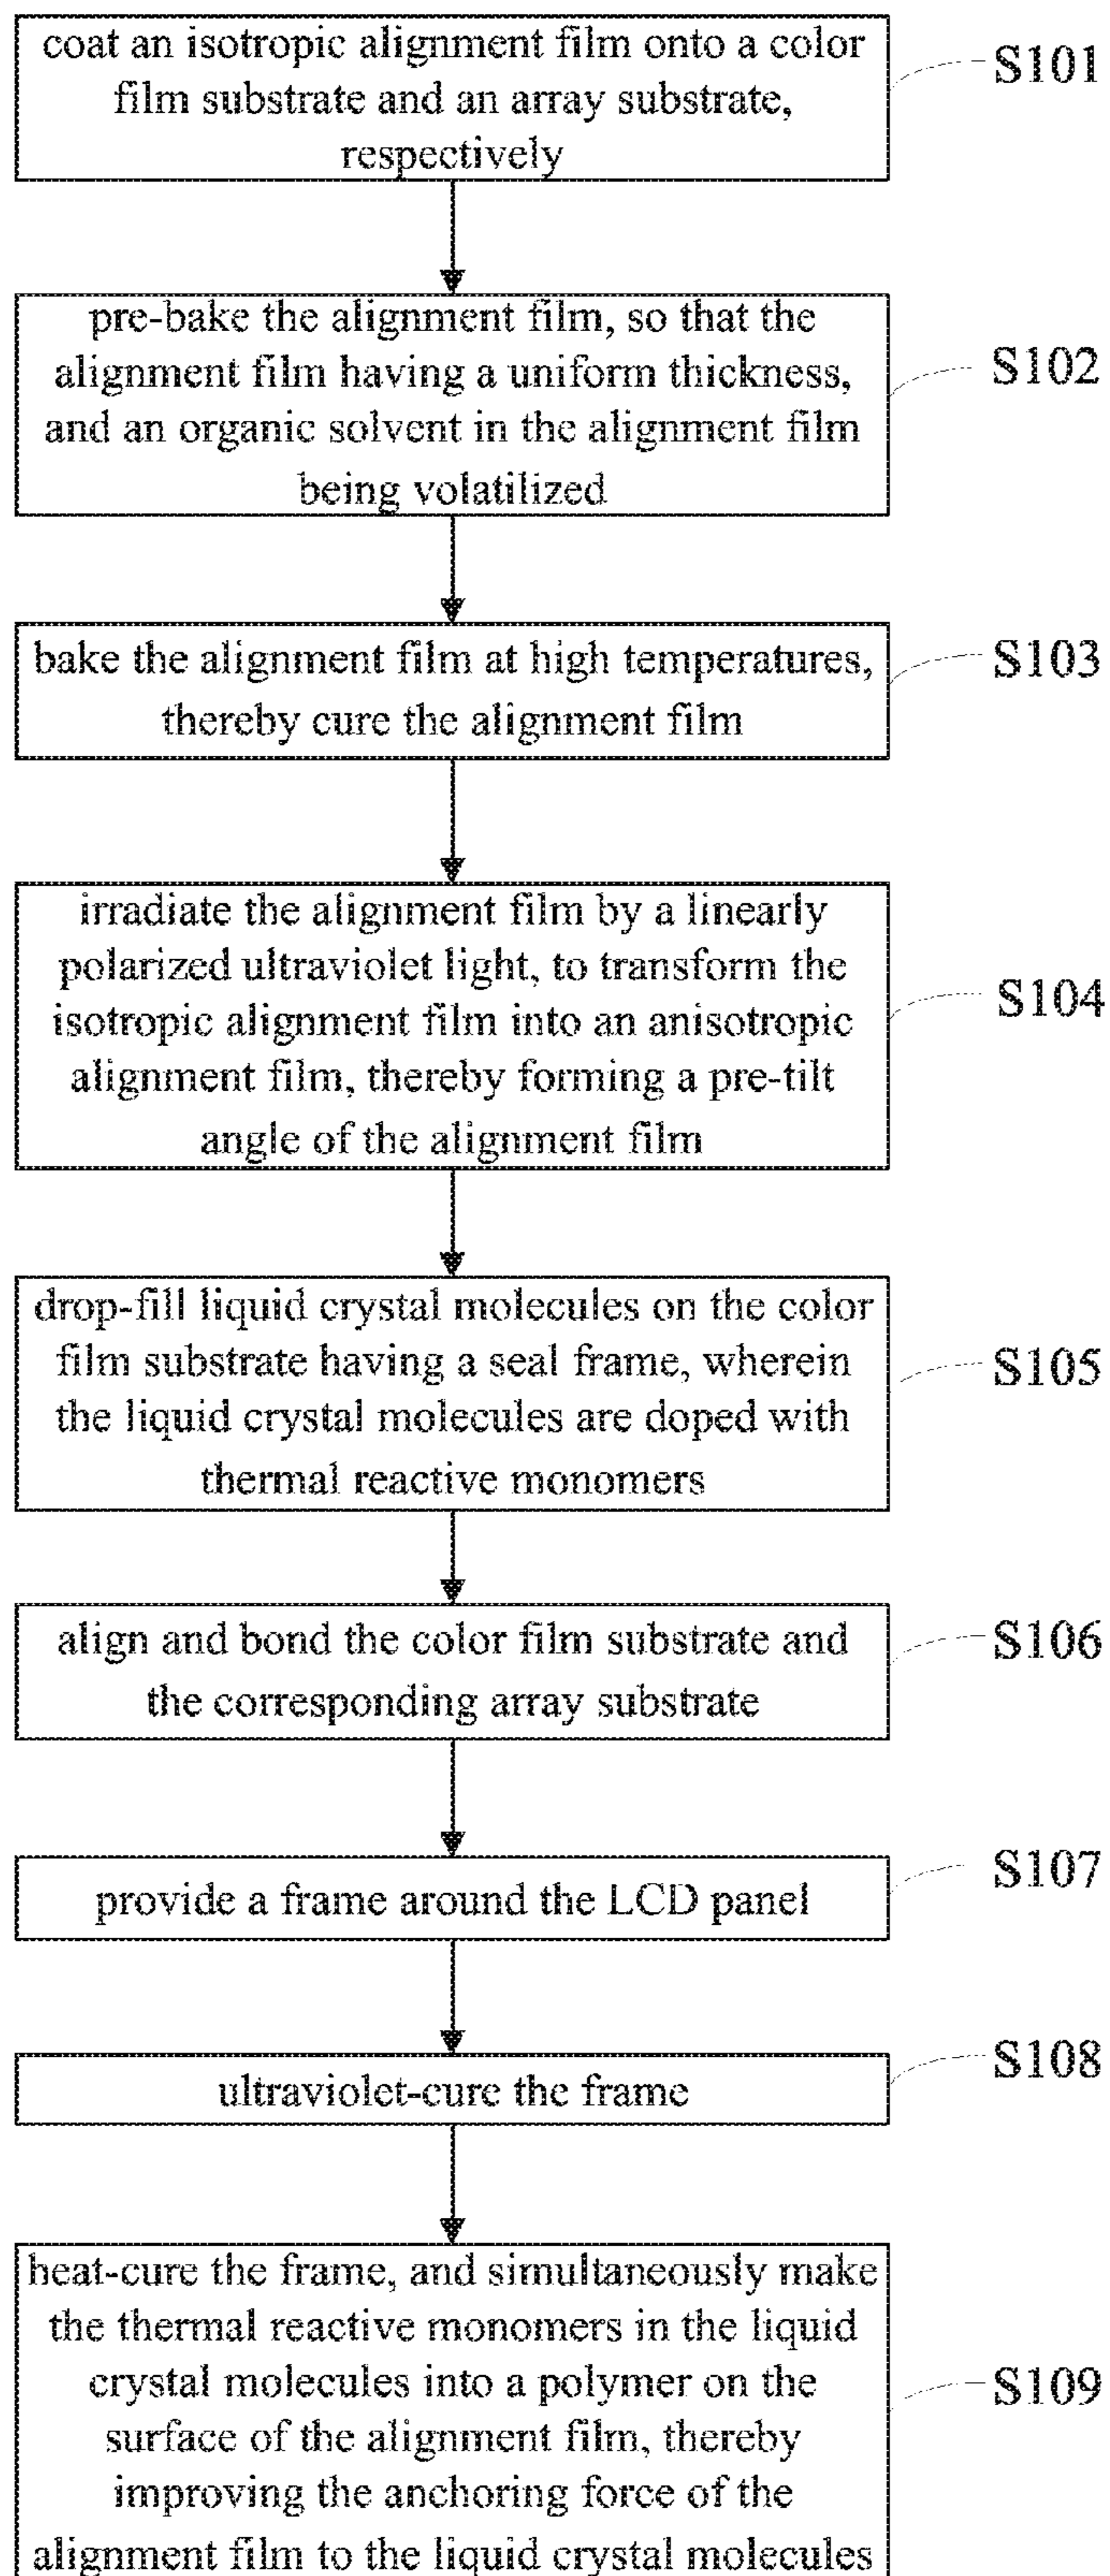 coat an isotropic alignment film onto a color
film substrate and an array substrate,
respectively
S101
pre-bake the alignment film, so that the
alignment film having a uniform thickness,
and an organic solvent in the alignment film
being volatilized
S102
bake the alignment film at high temperatures,
thereby cure the alignment film
S103
irradiate the alignment film by a linearly
polarized ultraviolet light, to transform the
isotropic alignment film into an anisotropic
alignment film, thereby forming a pre-tilt
angle of the alignment film
S104
drop-fill liquid crystal molecules on the color
film substrate having a seal frame, wherein
the liquid crystal molecules are doped with
thermal reactive monomers
S105
align and bond the color film substrate and
the corresponding array substrate
S106
provide a frame around the LCD panel
S107
ultraviolet-cure the frame
S108
heat-cure the frame, and simultaneously make
the thermal reactive monomers in the liquid
crystal molecules into a polymer on the
surface of the alignment film, thereby
improving the anchoring force of the
alignment film to the liquid crystal molecules
S109